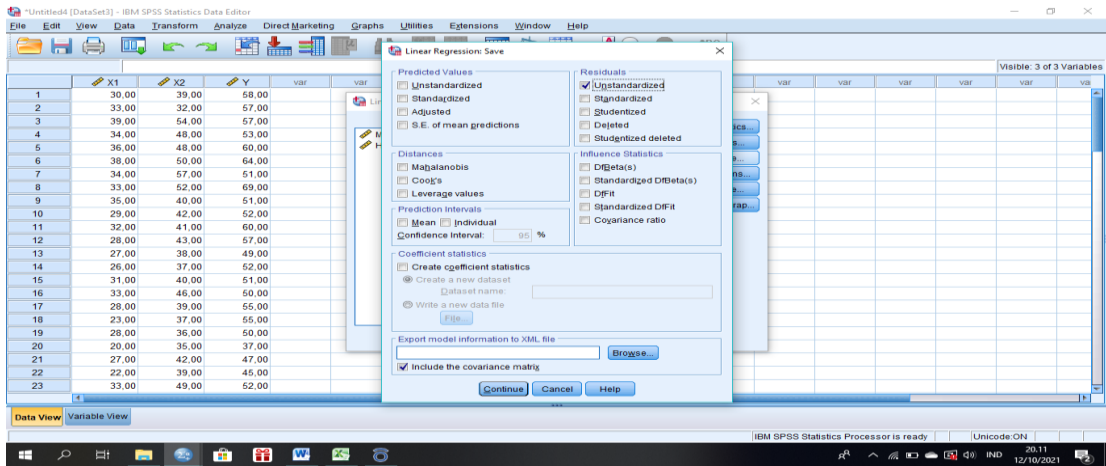 *Untitled4 [DataSet3] - IBM SPSS Statistics Data Editor
File Edit View Data Transform Analyze Direct Marketing Graphs Utilities Extensions Window Help
Linear Regression: Save
Visible: 3 of 3 Variables
X1 X2 Y var var var var var var
1 30,00 39,00 58,00
2 33,00 32,00 57,00
3 39,00 54,00 57,00
4 34,00 48,00 53,00
5 36,00 48,00 60,00
6 38,00 50,00 64,00
7 34,00 57,00 51,00
8 33,00 52,00 69,00
9 35,00 40,00 51,00
10 29,00 42,00 52,00
11 32,00 41,00 60,00
12 28,00 43,00 57,00
13 27,00 38,00 49,00
14 26,00 37,00 52,00
15 31,00 40,00 51,00
16 33,00 46,00 50,00
17 28,00 39,00 55,00
18 23,00 37,00 55,00
19 28,00 36,00 50,00
20 20,00 35,00 37,00
21 27,00 42,00 47,00
22 22,00 39,00 45,00
23 33,00 49,00 52,00
Predicted Values
Unstandardized
Standardized
Adjusted
S.E. of mean predictions
Residuals
Unstandardized
Standardized
Studentized
Deleted
Studentized deleted
Distances
Mahalanobis
Cook's
Leverage values
Influence Statistics
DfBeta(s)
Standardized DfBeta(s)
DfFit
Standardized DfFit
Covariance ratio
Prediction Intervals
Mean Individual
Confidence Interval: 95 %
Coefficient statistics
Create coefficient statistics
Create a new dataset
Dataset name:
Write a new data file
File...
Export model information to XML file
Browse...
Include the covariance matrix
Continue Cancel Help
Data View Variable View
IBM SPSS Statistics Processor is ready Unicode:ON
IND
20.11
12/10/2021